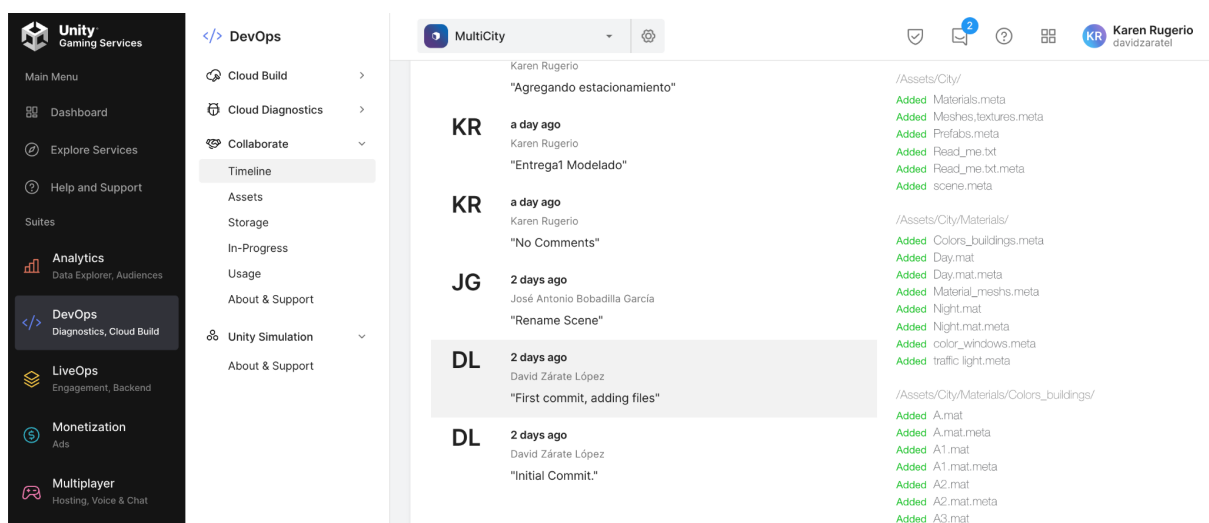 Unity
Gaming Services
Main Menu
Dashboard
Explore Services
Help and Support
Suites
Analytics
Data Explorer, Audiences
DevOps
Diagnostics, Cloud Build
LiveOps
Engagement, Backend
Monetization
Ads
Multiplayer
Hosting, Voice & Chat
</> DevOps
Cloud Build
Cloud Diagnostics
Collaborate
Timeline
Assets
Storage
In-Progress
Usage
About & Support
Unity Simulation
About & Support
MultiCity
2
KR
Karen Rugerio
davidzaratel
Karen Rugerio
"Agregando estacionamiento"
KR
a day ago
Karen Rugerio
"Entrega1 Modelado"
KR
a day ago
Karen Rugerio
"No Comments"
JG
2 days ago
José Antonio Bobadilla García
"Rename Scene"
DL
2 days ago
David Zárate López
"First commit, adding files"
DL
2 days ago
David Zárate López
"Initial Commit."
/Assets/City/
Added Materials.meta
Added Meshes,textures.meta
Added Prefabs.meta
Added Read_me.txt
Added Read_me.txt.meta
Added scene.meta
/Assets/City/Materials/
Added Colors_buildings.meta
Added Day.mat
Added Day.mat.meta
Added Material_meshs.meta
Added Night.mat
Added Night.mat.meta
Added color_windows.meta
Added traffic light.meta
/Assets/City/Materials/Colors_buildings/
Added A.mat
Added A.mat.meta
Added A1.mat
Added A1.mat.meta
Added A2.mat
Added A2.mat.meta
Added A3.mat